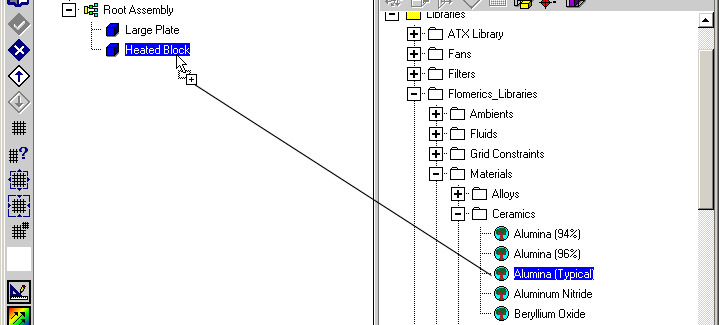 Root Assembly
Large Plate
Heated Block
Libraries
ATX Library
Fans
Filters
Flomerics_Libraries
Ambients
Fluids
Grid Constraints
Materials
Alloys
Ceramics
Alumina (94%)
Alumina (96%)
Alumina (Typical)
Aluminum Nitride
Beryllium Oxide